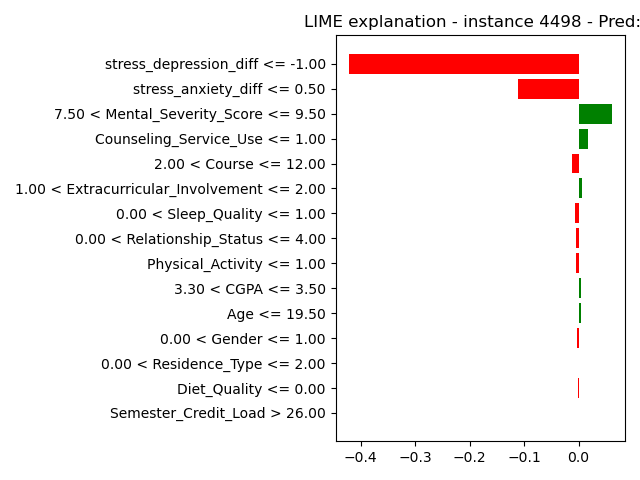 LIME explanation - instance 4498 - Pred:
stress_depression_diff <= -1.00
stress_anxiety_diff <= 0.50
7.50 < Mental_Severity_Score <= 9.50
Counseling_Service_Use <= 1.00
2.00 < Course <= 12.00
1.00 < Extracurricular_Involvement <= 2.00
0.00 < Sleep_Quality <= 1.00
0.00 < Relationship_Status <= 4.00
Physical_Activity <= 1.00
3.30 < CGPA <= 3.50
Age <= 19.50
0.00 < Gender <= 1.00
0.00 < Residence_Type <= 2.00
Diet_Quality <= 0.00
Semester_Credit_Load > 26.00
−0.4 −0.3 −0.2 −0.1 0.0